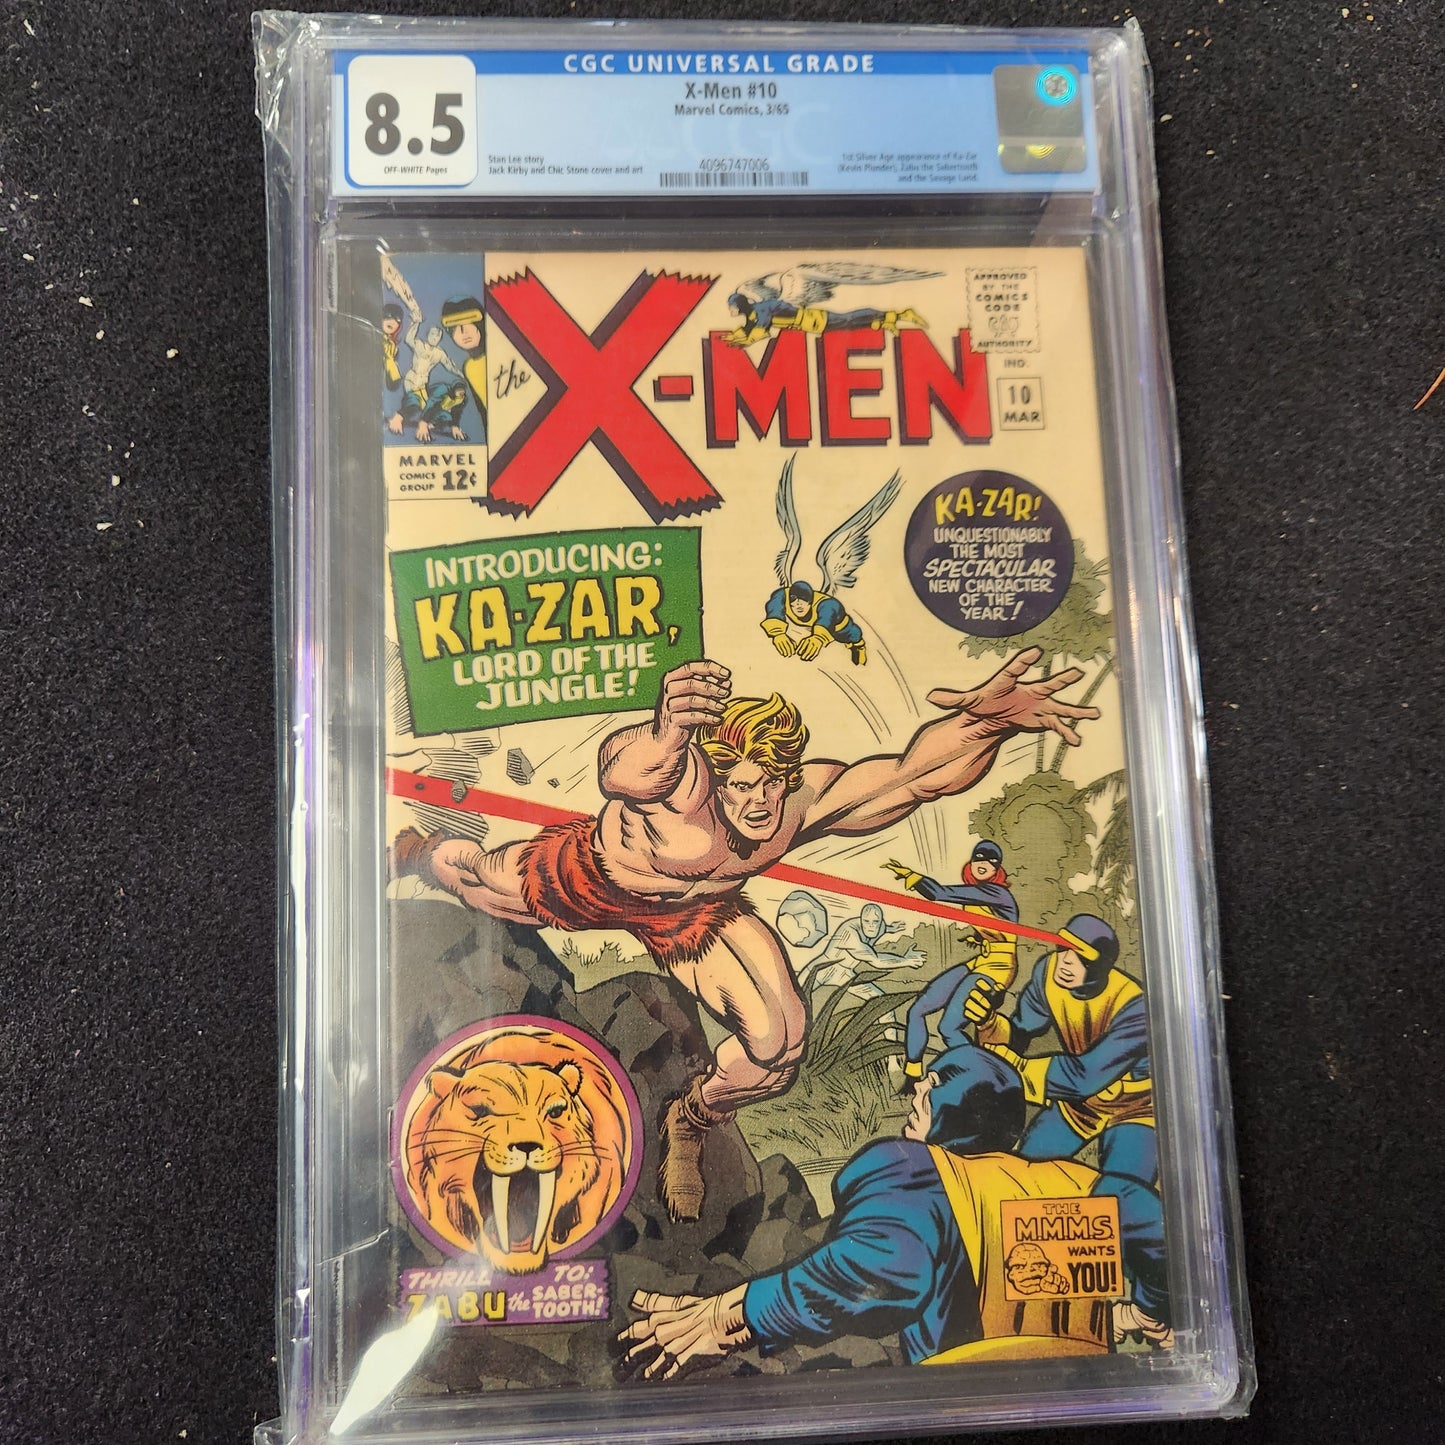 CGC UNIVERSAL GRADE
8.5
OFF-WHITE Pages
X-Men #10
Marvel Comics, 3/65
Stan Lee story
Jack Kirby and Chic Stone cover and art
4096747006
1st Silver Age appearance of Ka-Zar
(Kevin Plunder), Zabu the Sabretooth
and the Savage Land.
the X-MEN
APPROVED
BY THE
COMICS
CODE
AUTHORITY
IND.
10
MAR
MARVEL
COMICS
GROUP
12¢
INTRODUCING:
KA-ZAR,
LORD OF THE
JUNGLE!
KA-ZAR!
UNQUESTIONABLY
THE MOST
SPECTACULAR
NEW CHARACTER
OF THE
YEAR!
THRILL TO:
ZABU the SABER-
TOOTH!
THE
M.M.M.S.
WANTS
YOU!